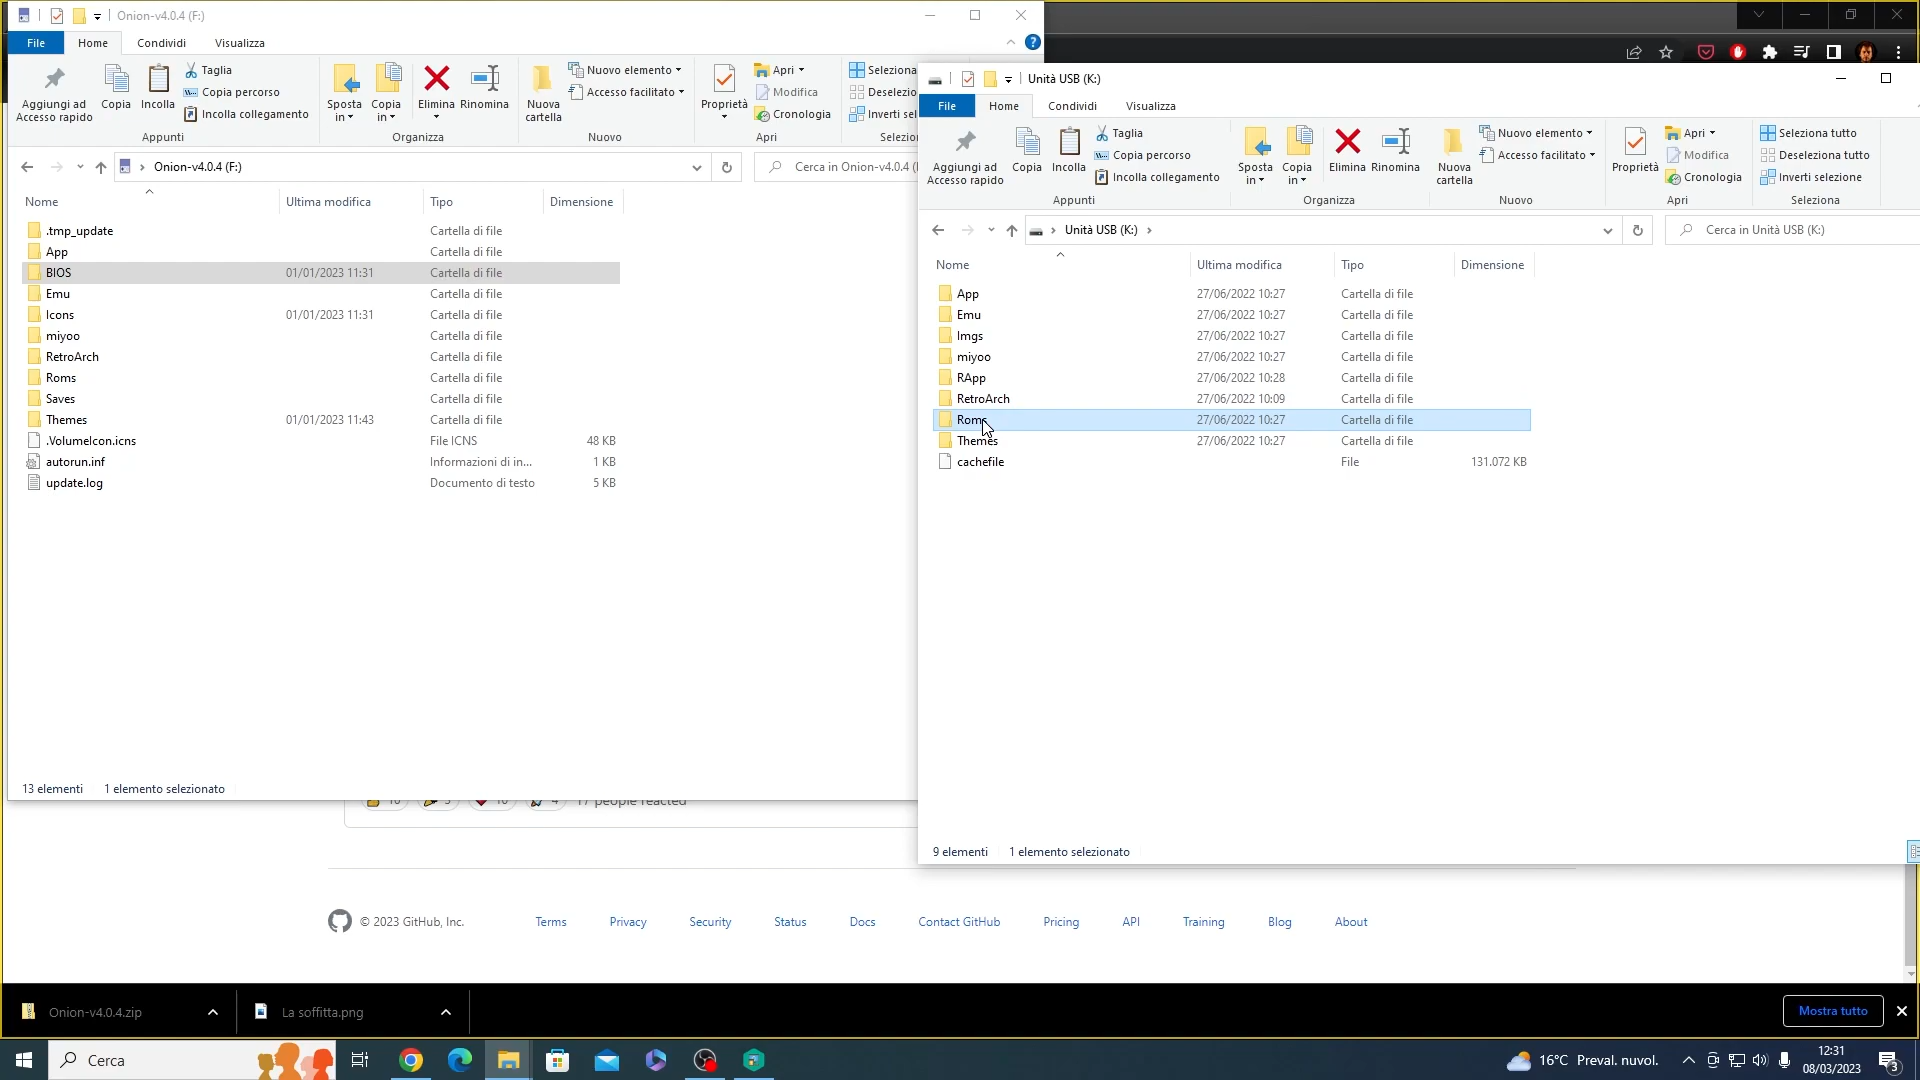 Onion-v4.0.4 (F:)
File Home Condividi Visualizza
Aggiungi ad Accesso rapido
Copia
Incolla
Taglia
Copia percorso
Incolla collegamento
Appunti
Sposta in
Copia in
Elimina
Rinomina
Organizza
Nuova cartella
Nuovo elemento
Accesso facilitato
Nuovo
Proprietà
Apri
Modifica
Cronologia
Apri
Onion-v4.0.4 (F:)
Cerca in Onion-v4.0.4
Nome Ultima modifica Tipo Dimensione
.tmp_update Cartella di file
App Cartella di file
BIOS 01/01/2023 11:31 Cartella di file
Emu Cartella di file
Icons 01/01/2023 11:31 Cartella di file
miyoo Cartella di file
RetroArch Cartella di file
Roms Cartella di file
Saves Cartella di file
Themes 01/01/2023 11:43 Cartella di file
.VolumeIcon.icns File ICNS 48 KB
autorun.inf Informazioni di in... 1 KB
update.log Documento di testo 5 KB
13 elementi 1 elemento selezionato
Unità USB (K:)
File Home Condividi Visualizza
Aggiungi ad Accesso rapido
Copia
Incolla
Taglia
Copia percorso
Incolla collegamento
Appunti
Sposta in
Copia in
Elimina
Rinomina
Organizza
Nuova cartella
Nuovo elemento
Accesso facilitato
Nuovo
Proprietà
Apri
Modifica
Cronologia
Apri
Seleziona tutto
Deseleziona tutto
Inverti selezione
Seleziona
Unità USB (K:)
Cerca in Unità USB (K:)
Nome Ultima modifica Tipo Dimensione
App 27/06/2022 10:27 Cartella di file
Emu 27/06/2022 10:27 Cartella di file
Imgs 27/06/2022 10:27 Cartella di file
miyoo 27/06/2022 10:27 Cartella di file
RApp 27/06/2022 10:28 Cartella di file
RetroArch 27/06/2022 10:09 Cartella di file
Roms 27/06/2022 10:27 Cartella di file
Themes 27/06/2022 10:27 Cartella di file
cachefile File 131.072 KB
9 elementi 1 elemento selezionato
17 people reacted
© 2023 GitHub, Inc. Terms Privacy Security Status Docs Contact GitHub Pricing API Training Blog About
Onion-v4.0.4.zip
La soffitta.png
Mostra tutto
Cerca
16°C Preval. nuvol.
12:31
08/03/2023
3